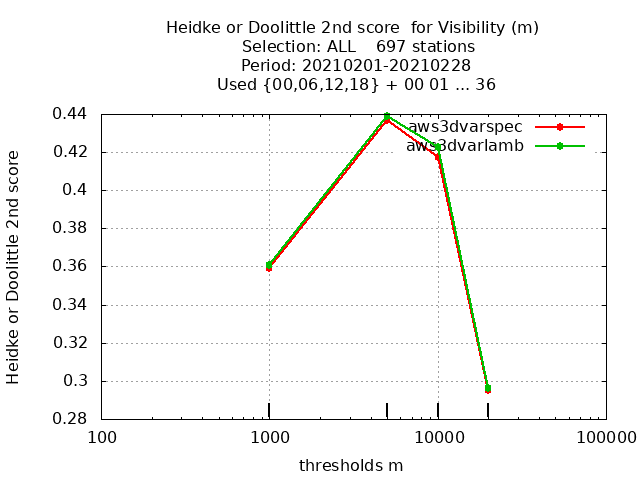 Heidke or Doolittle 2nd score  for Visibility (m)
Selection: ALL    697 stations
Period: 20210201-20210228
Used {00,06,12,18} + 00 01 ... 36
aws3dvarspec
aws3dvarlamb
Heidke or Doolittle 2nd score
0.44
0.42
0.4
0.38
0.36
0.34
0.32
0.3
0.28
100 1000 10000 100000
thresholds m